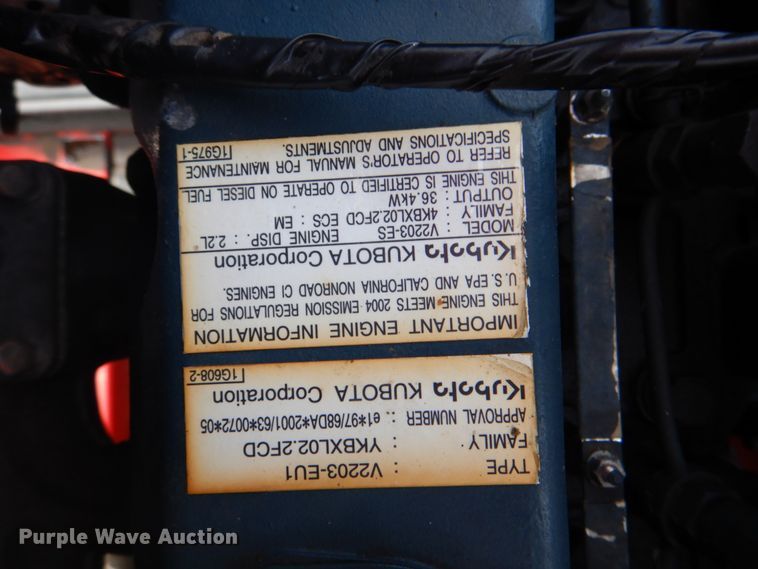 TYPE : V2203-EU1
FAMILY : YKBXL02.2FCD
APPROVAL NUMBER : e1*97/68DA*2001/63*0072*05
Kubota KUBOTA Corporation
1G608-2
IMPORTANT ENGINE INFORMATION
THIS ENGINE MEETS 2004 EMISSION REGULATIONS FOR
U.S. EPA AND CALIFORNIA NONROAD CI ENGINES.
Kubota KUBOTA Corporation
MODEL : V2203-ES ENGINE DISP. : 2.2L
FAMILY : 4KBXL02.2FCD ECS : EM
OUTPUT : 36.4kW
THIS ENGINE IS CERTIFIED TO OPERATE ON DIESEL FUEL
REFER TO OPERATOR'S MANUAL FOR MAINTENANCE
SPECIFICATIONS AND ADJUSTMENTS.
1G975-1
Purple Wave Auction